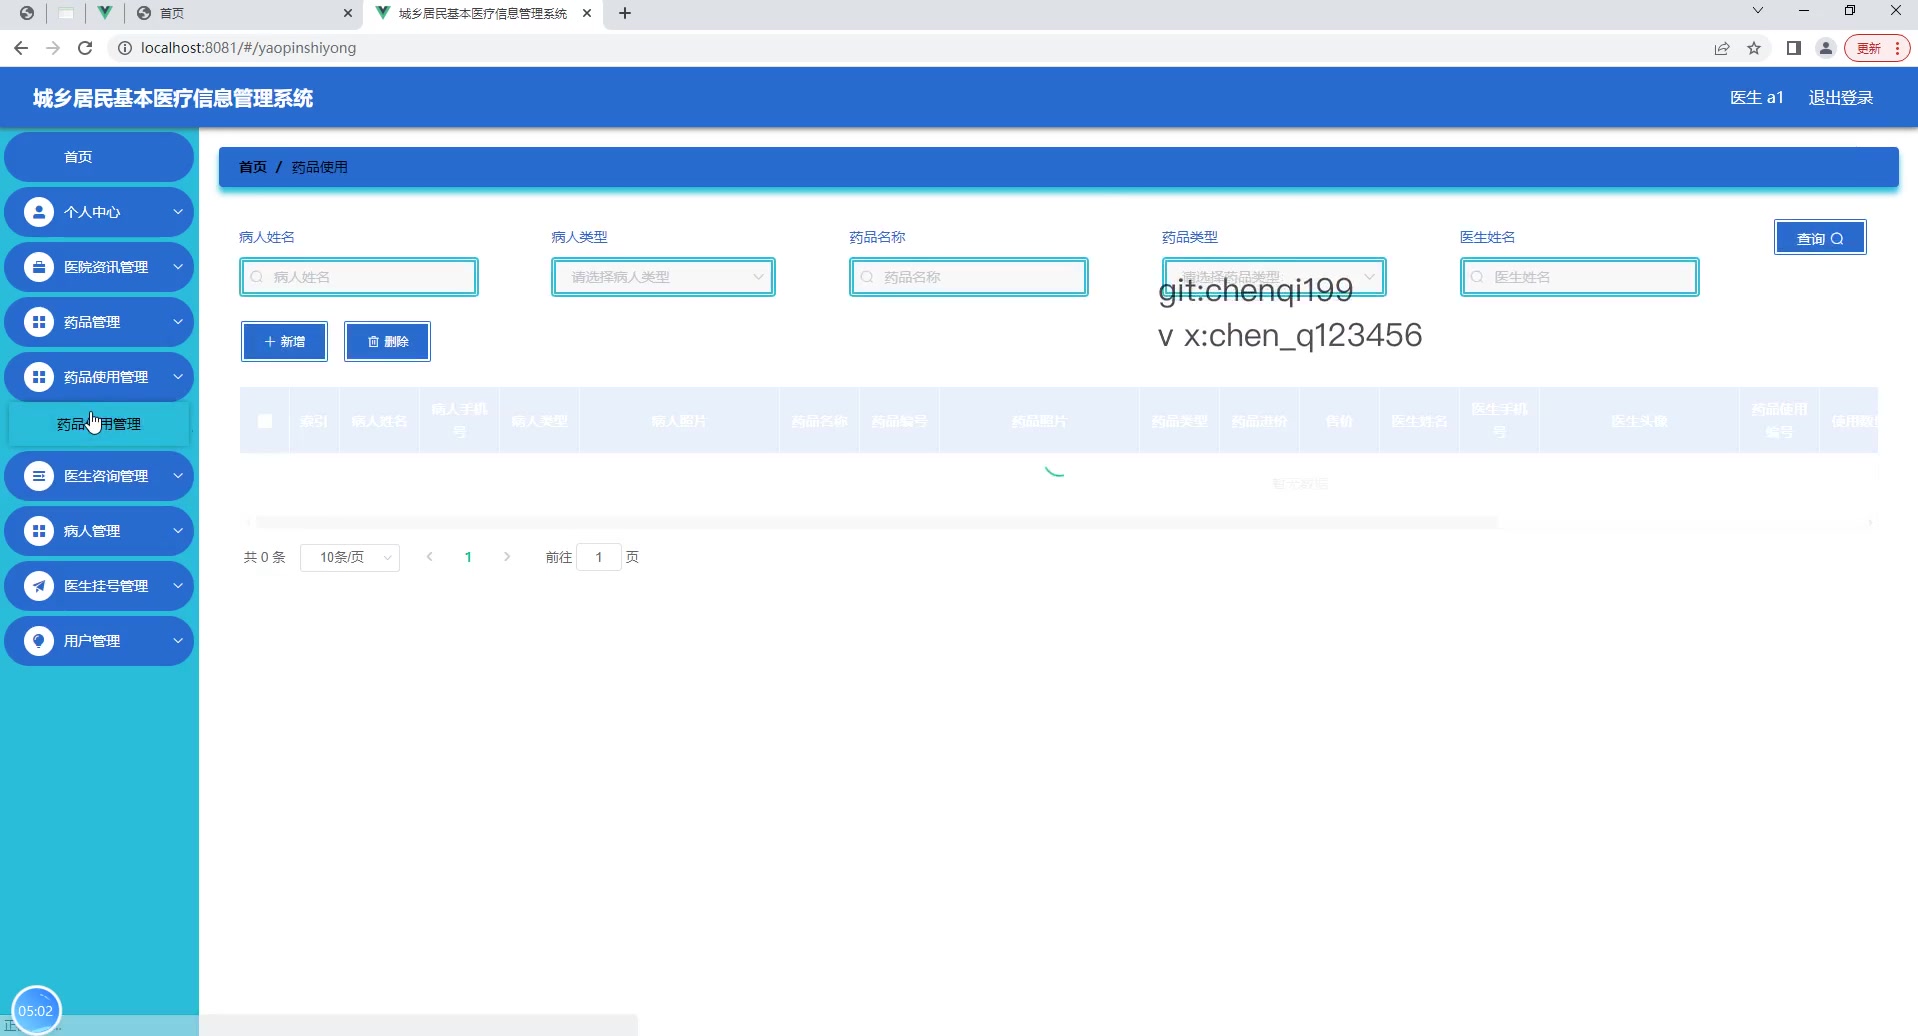 首页
城乡居民基本医疗信息管理系统
localhost:8081/#/yaopinshiyong
更新
城乡居民基本医疗信息管理系统
医生 a1
退出登录
首页
个人中心
医院资讯管理
药品管理
药品使用管理
医生咨询管理
病人管理
医生挂号管理
用户管理
首页 / 药品使用
病人姓名
病人类型
药品名称
药品类型
医生姓名
查询
病人姓名
请选择病人类型
药品名称
请选择药品类型
医生姓名
git:chenqi199
v x:chen_q123456
新增
删除
索引
病人姓名
病人手机
号
病人类型
病人照片
药品名称
药品编号
药品照片
药品类型
药品进价
售价
医生姓名
医生手机
号
医生头像
药品使用
编号
暂无数据
共 0 条
10条/页
1
前往
1
页
05:02